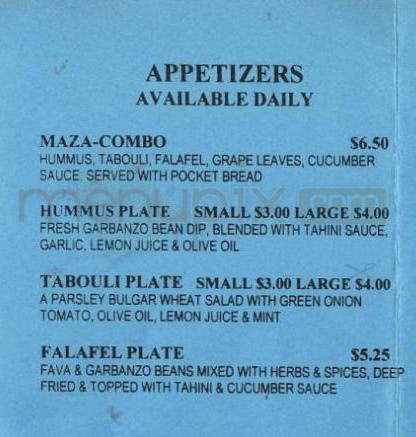 APPETIZERS
AVAILABLE DAILY
MAZA-COMBO $6.50
HUMMUS, TABOULI, FALAFEL, GRAPE LEAVES, CUCUMBER
SAUCE. SERVED WITH POCKET BREAD
menupix.com
HUMMUS PLATE SMALL $3.00 LARGE $4.00
FRESH GARBANZO BEAN DIP, BLENDED WITH TAHINI SAUCE,
GARLIC, LEMON JUICE & OLIVE OIL
TABOULI PLATE SMALL $3.00 LARGE $4.00
A PARSLEY BULGAR WHEAT SALAD WITH GREEN ONION
TOMATO, OLIVE OIL, LEMON JUICE & MINT
FALAFEL PLATE $5.25
FAVA & GARBANZO BEANS MIXED WITH HERBS & SPICES, DEEP
FRIED & TOPPED WITH TAHINI & CUCUMBER SAUCE